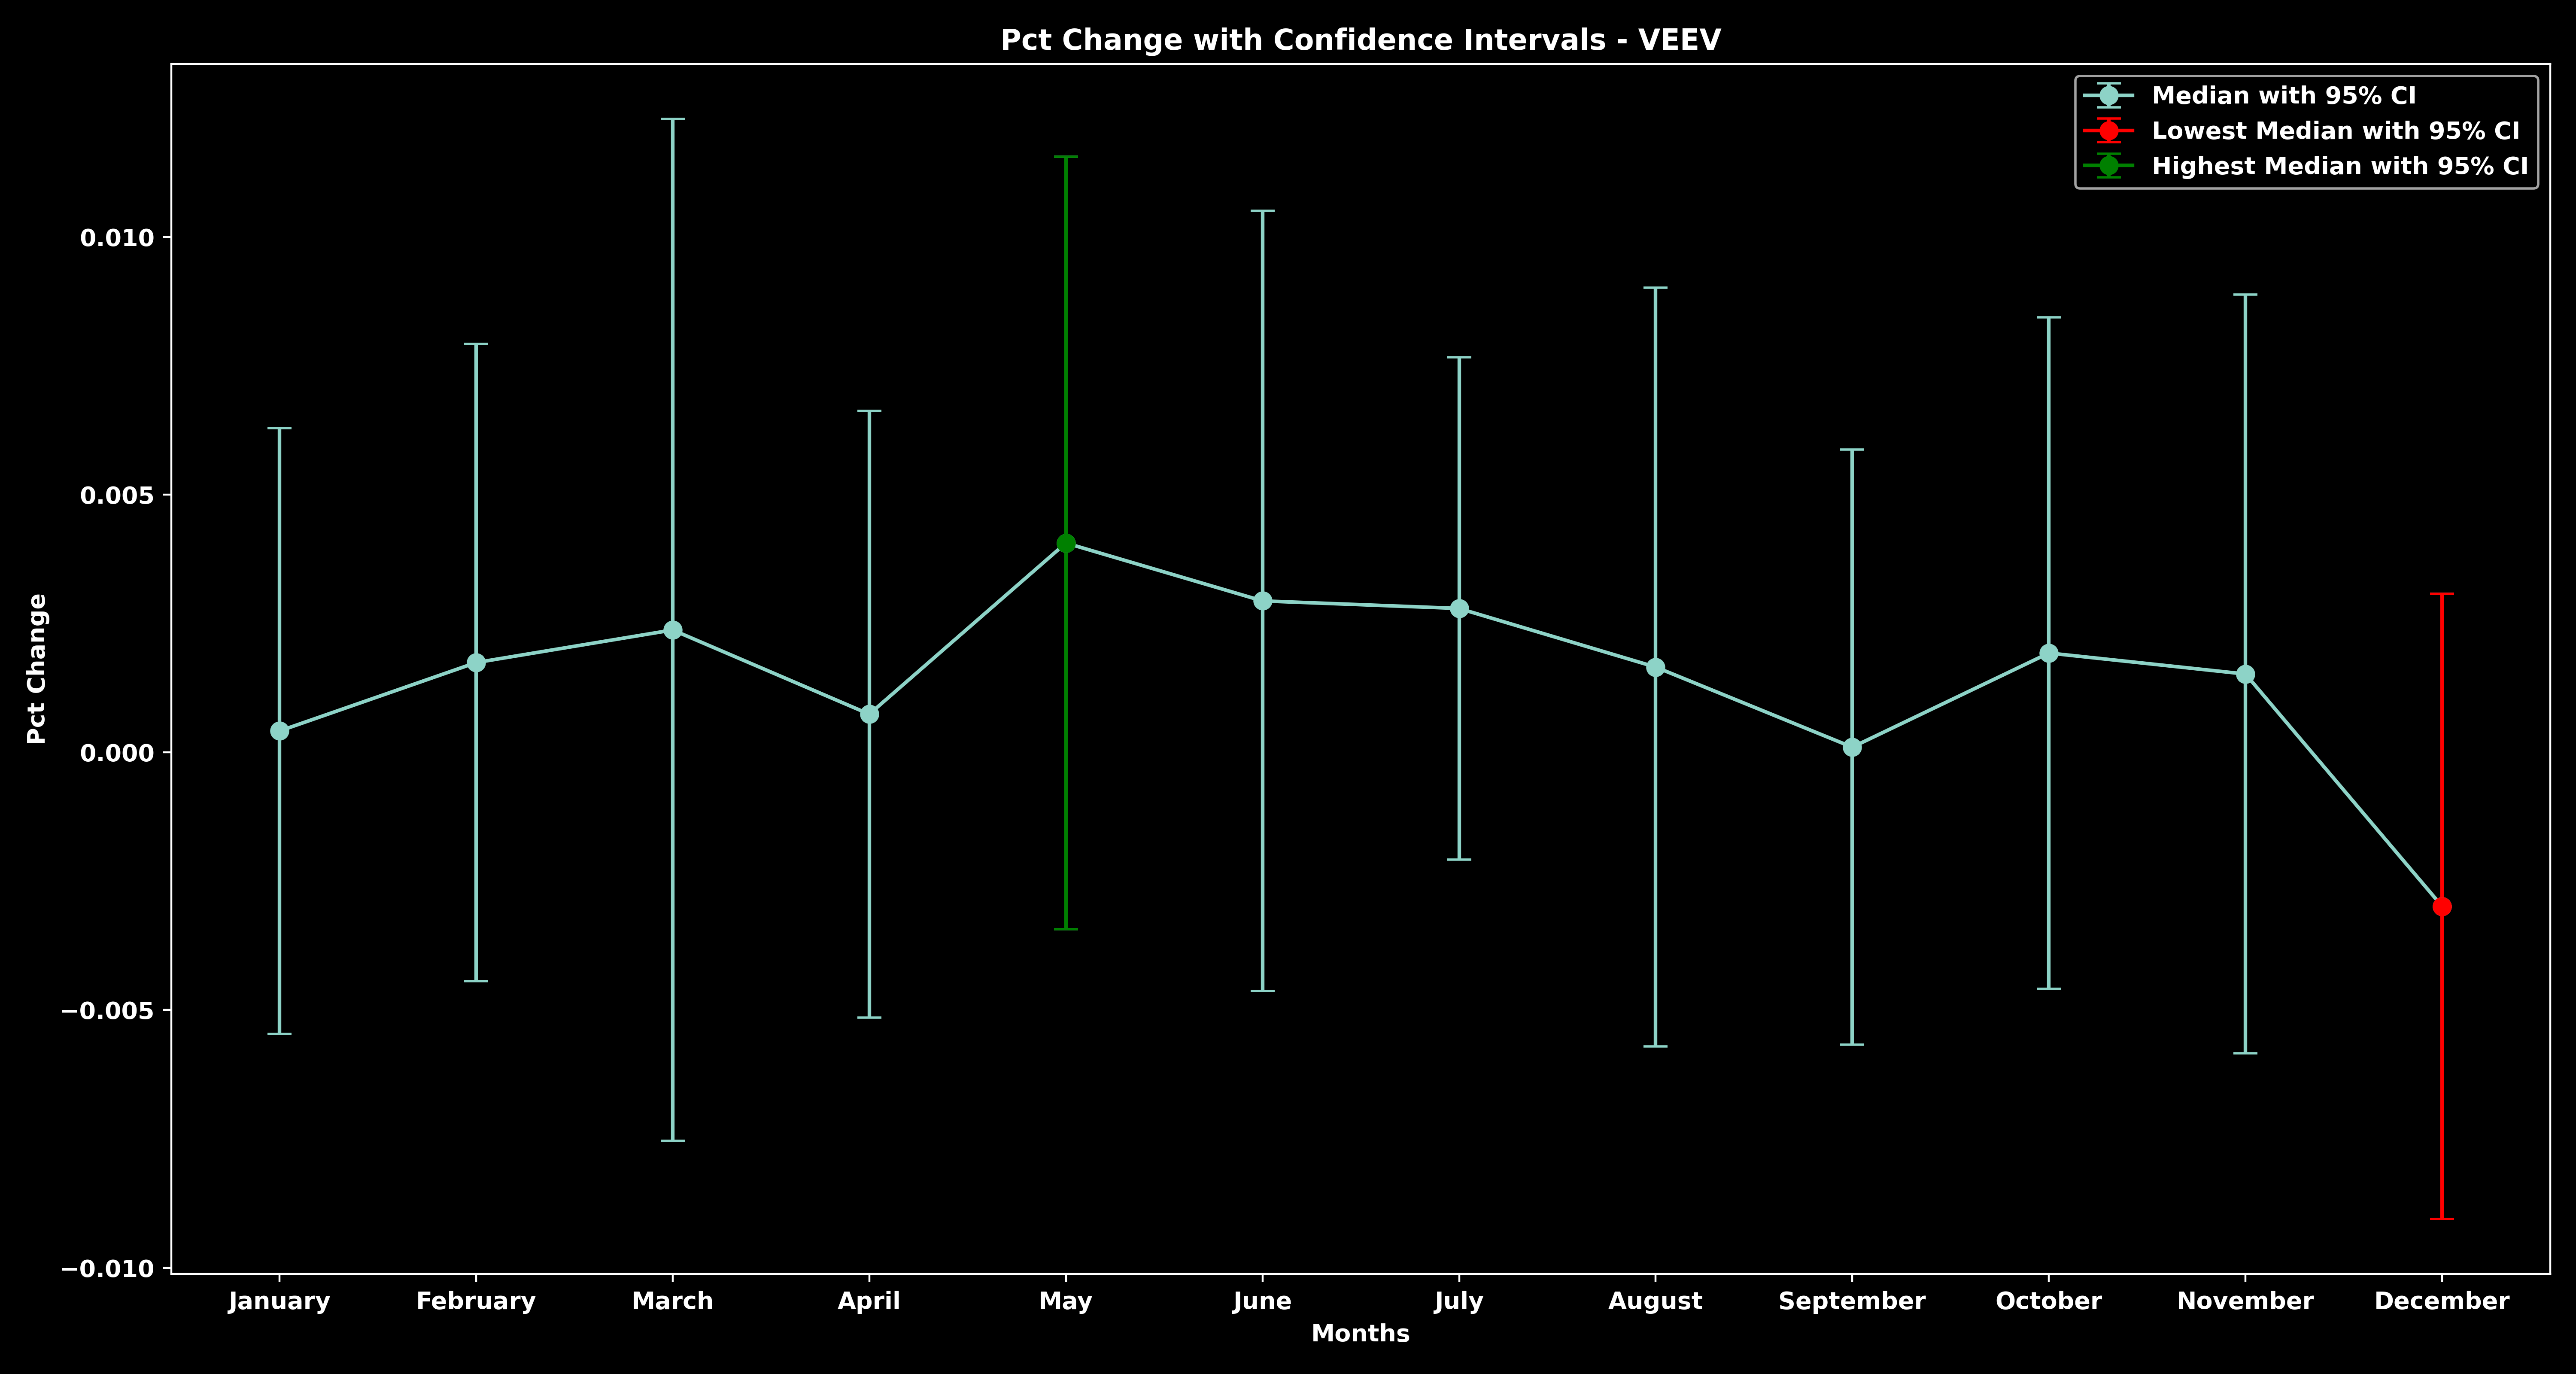 Pct Change with Confidence Intervals - VEEV
Median with 95% CI
Lowest Median with 95% CI
Highest Median with 95% CI
Pct Change
0.010
0.005
0.000
−0.005
−0.010
January February March April May June July August September October November December
Months